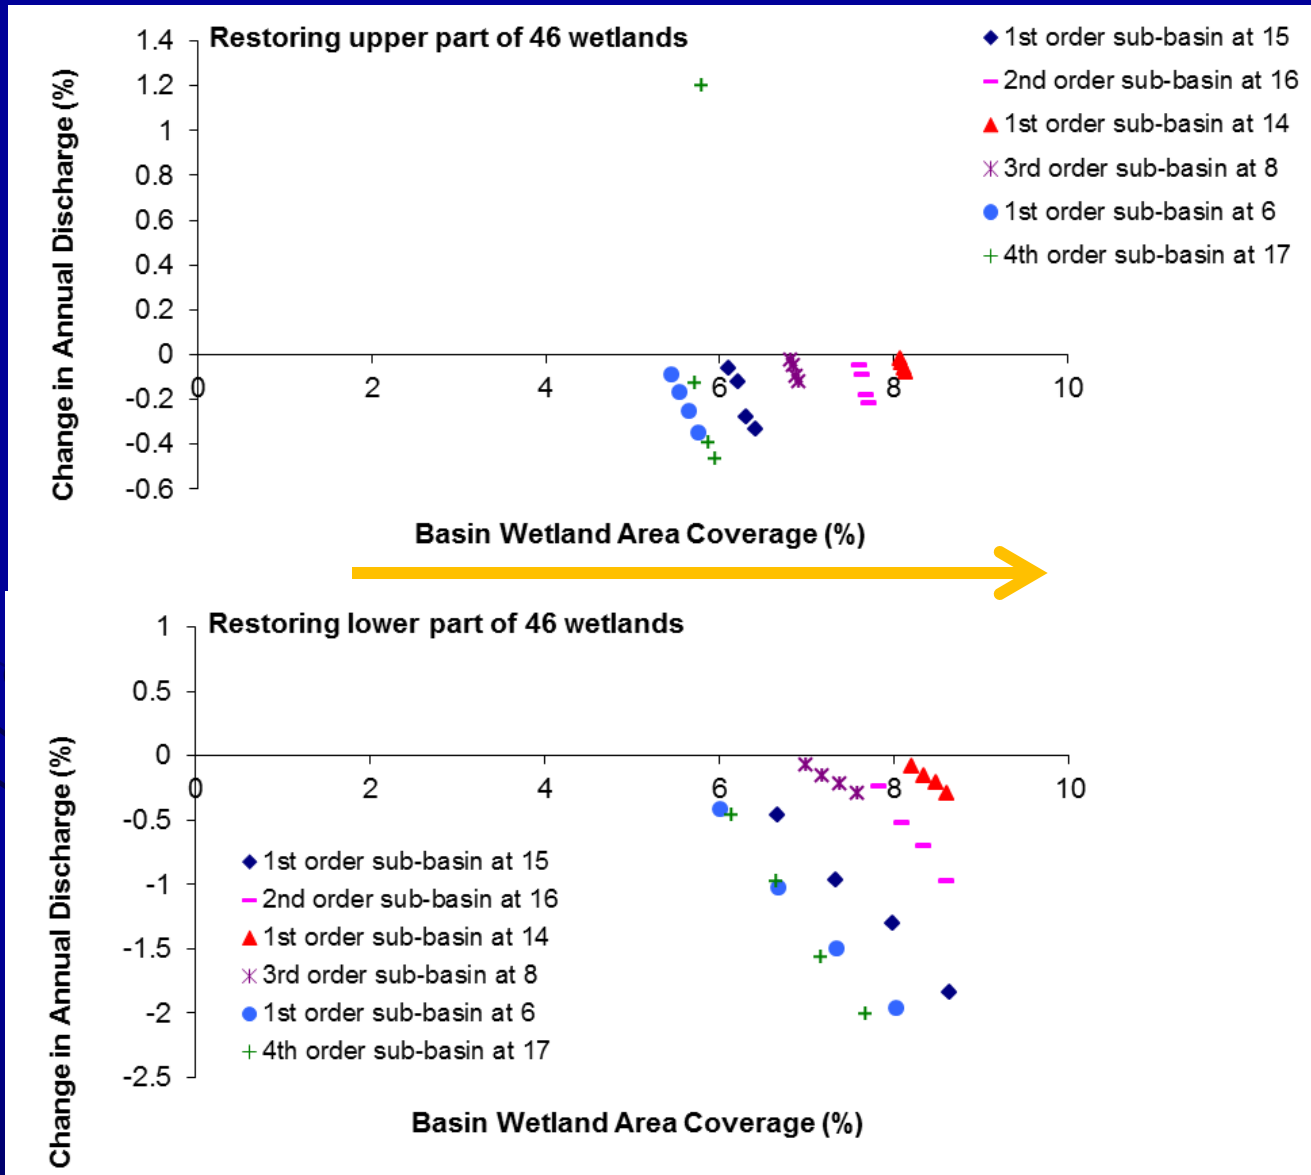 Restoring upper part of 46 wetlands
Change in Annual Discharge (%)
1.4
1.2
1
0.8
0.6
0.4
0.2
0
-0.2
-0.4
-0.6
0
2
4
6
8
10
Basin Wetland Area Coverage (%)
1st order sub-basin at 15
2nd order sub-basin at 16
1st order sub-basin at 14
3rd order sub-basin at 8
1st order sub-basin at 6
4th order sub-basin at 17
Restoring lower part of 46 wetlands
Change in Annual Discharge (%)
1
0.5
0
-0.5
-1
-1.5
-2
-2.5
0
2
4
6
8
10
1st order sub-basin at 15
2nd order sub-basin at 16
1st order sub-basin at 14
3rd order sub-basin at 8
1st order sub-basin at 6
4th order sub-basin at 17
Basin Wetland Area Coverage (%)